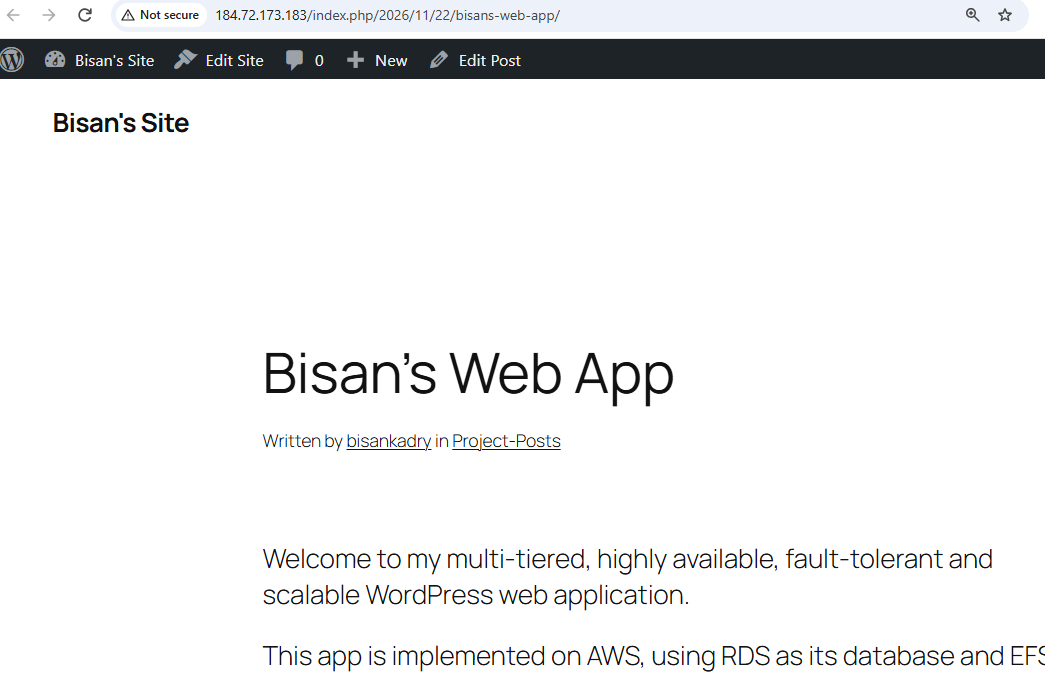 Not secure 184.72.173.183/index.php/2026/11/22/bisans-web-app/
Bisan's Site Edit Site 0 New Edit Post
Bisan's Site
Bisan’s Web App
Written by bisankadry in Project-Posts
Welcome to my multi-tiered, highly available, fault-tolerant and
scalable WordPress web application.
This app is implemented on AWS, using RDS as its database and EFS